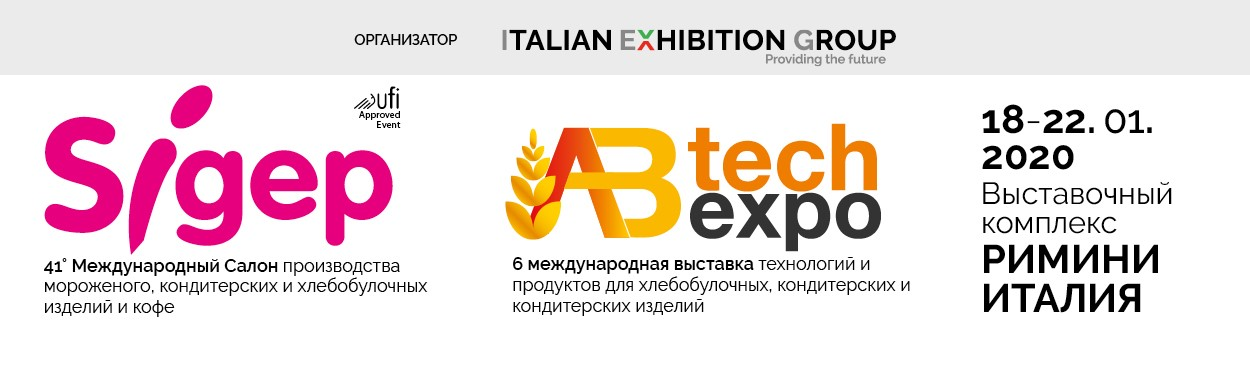 ОРГАНИЗАТОР
ITALIAN EXHIBITION GROUP
Providing the future
Sigep
ufi
Approved
Event
41° Международный Салон производства
мороженого, кондитерских и хлебобулочных
изделий и кофе
AB tech
expo
6 международная выставка технологий и
продуктов для хлебобулочных, кондитерских и
кондитерских изделий
18-22. 01.
2020
Выставочный
комплекс
РИМИНИ
ИТАЛИЯ